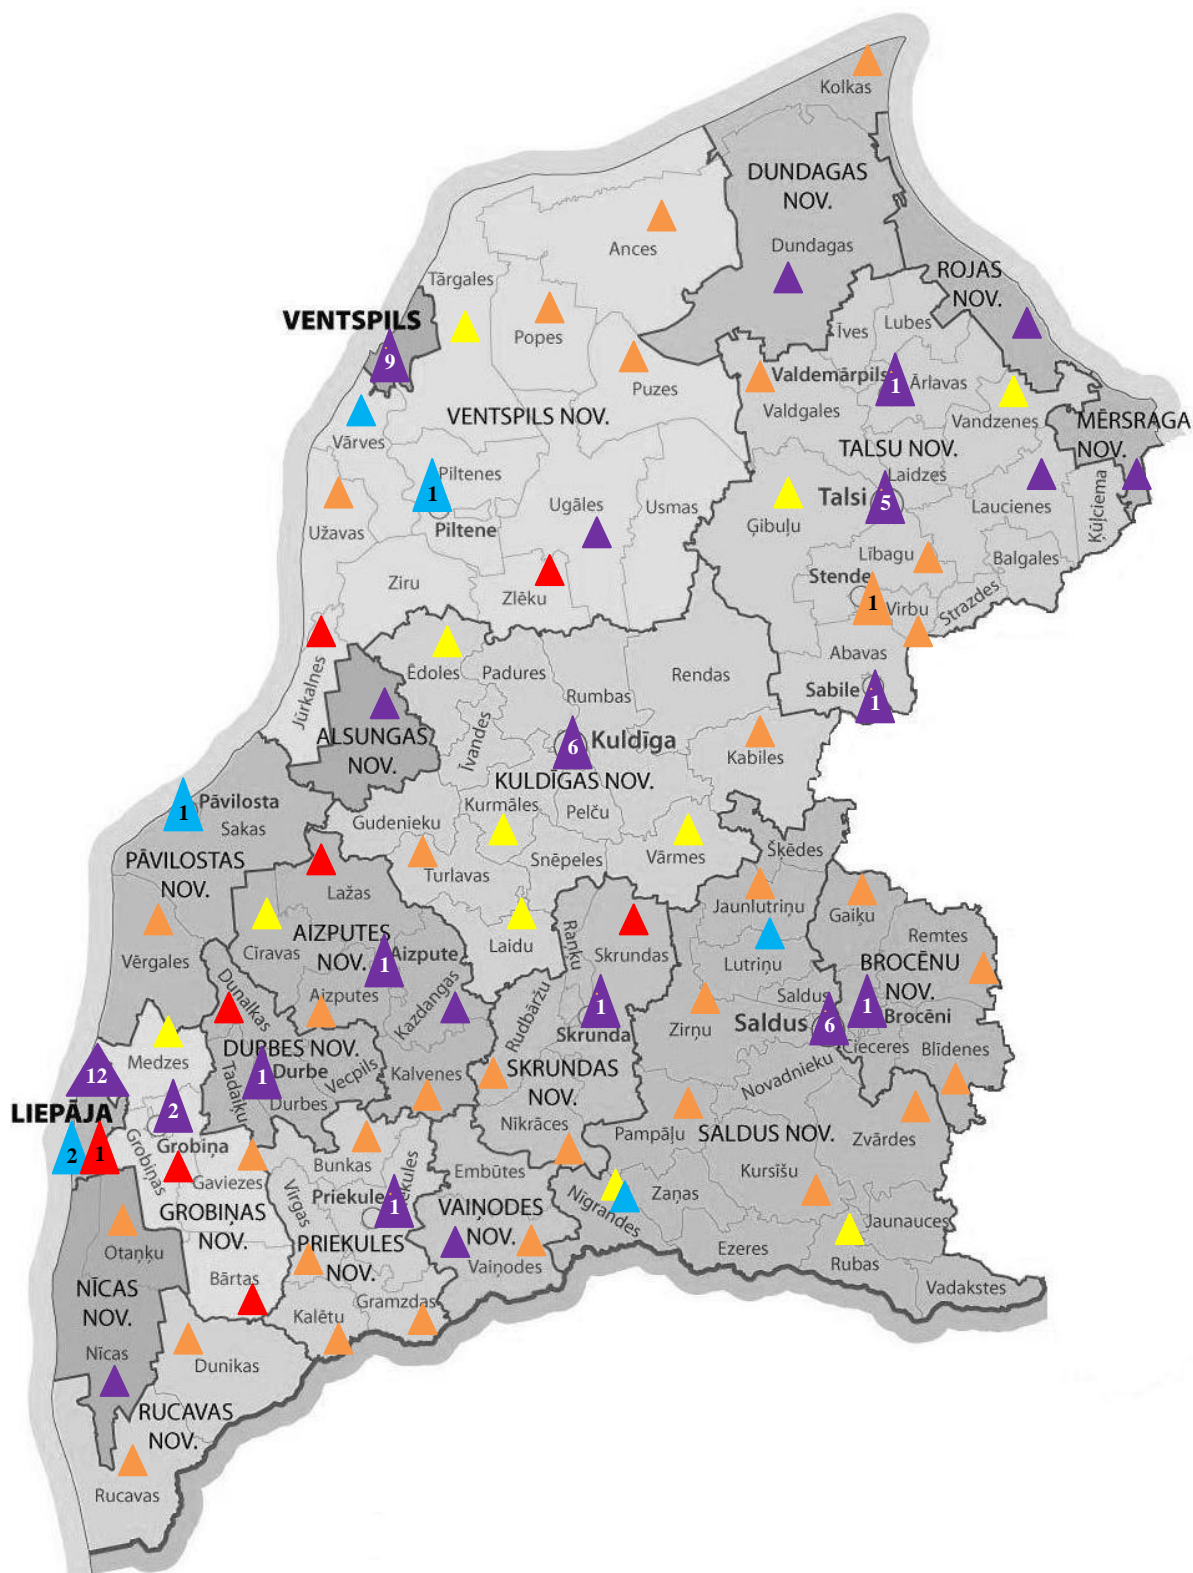 Kolkas
DUNDAGAS
NOV.
Dundagas
Ances
Tārgales
ROJAS
NOV.
VENTSPILS
9
Popes
Īves
Lubes
Puzes
Valdemārpils
1
Ārlavas
Valdgales
Vandzenes
VENTSPILS NOV.
Vārves
MĒRSRAGA
NOV.
TALSU NOV.
Piltenes
1
Laidzes
Talsi
5
Ugāles
Usmas
Ģibuļu
Laucienes
Ķūļciema
Užavas
Piltene
Lībagu
Balgales
Stende
1
Virbu
Strazdes
Ziru
Zlēku
Abavas
Jūrkalnes
Ēdoles
Padures
Rendas
Rumbas
Sabile
1
ALSUNGAS
NOV.
Īvandes
6
Kuldīga
Kabiles
KULDĪGAS NOV.
1
Pāvilosta
Sakas
Kurmāles
Pelču
Gudenieku
PĀVILOSTAS
NOV.
Snēpeles
Vārmes
Šķēdes
Turlavas
Lažas
Jaunlutriņu
Gaiķu
Cīravas
AIZPUTES
NOV.
Aizpute
1
Laidu
Ranku
Skrundas
Remtes
Vērgales
Lutriņu
BROCĒNU
NOV.
Dunalkas
Aizputes
Kazdangas
Rudbāržu
1
Skrunda
Zirņu
Saldus
Saldus
6
1
Brocēni
Medzes
DURBES NOV.
Cieceres
Blīdenes
12
Tadaiķu
1
Durbe
Vecpils
Durbes
Kalvenes
SKRUNDAS
NOV.
Novadnieku
LIEPĀJA
2
Nīkrāces
Pampāļu
SALDUS NOV.
Zvārdes
2
1
Grobiņas
Grobiņa
Gaviezes
Bunkas
Embūtes
Kursīšu
Virgas
Priekule
1
Nīgrandes
Zaņas
GROBIŅAS
NOV.
VAIŅODES
NOV.
Jaunauces
Otaņķu
PRIEKULES
NOV.
Vaiņodes
Ezeres
Rubas
Bārtas
NĪCAS
NOV.
Kalētu
Gramzdas
Vadakstes
Nīcas
Dunikas
RUCAVAS
NOV.
Rucavas